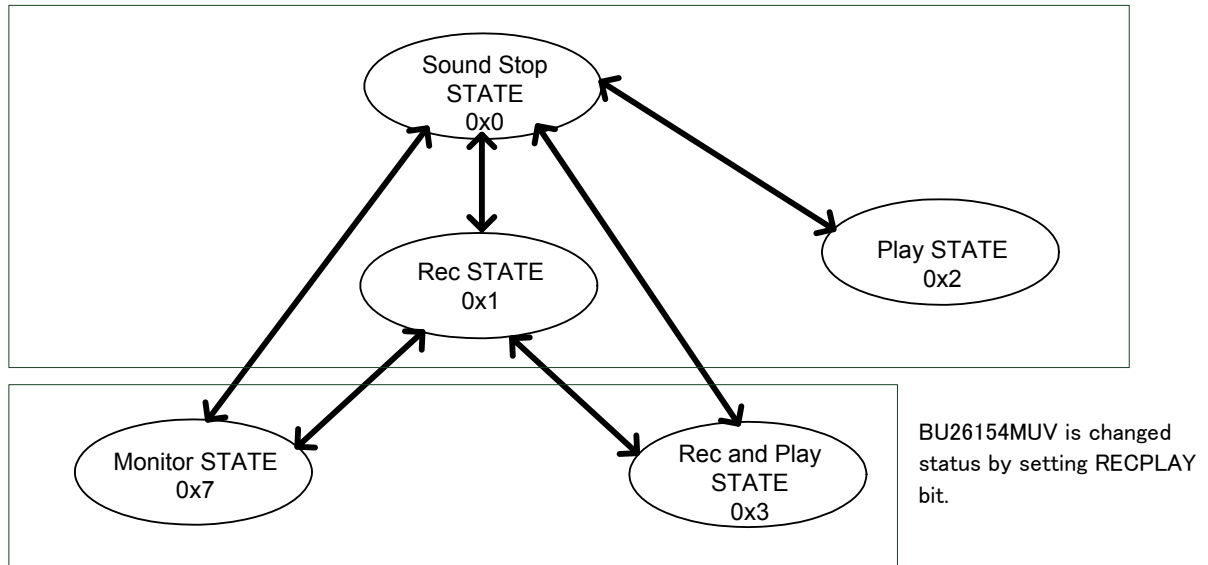 Sound Stop
STATE
0x0
Play STATE
0x2
Rec STATE
0x1
Monitor STATE
0x7
Rec and Play
STATE
0x3
BU26154MUV is changed
status by setting RECPLAY
bit.